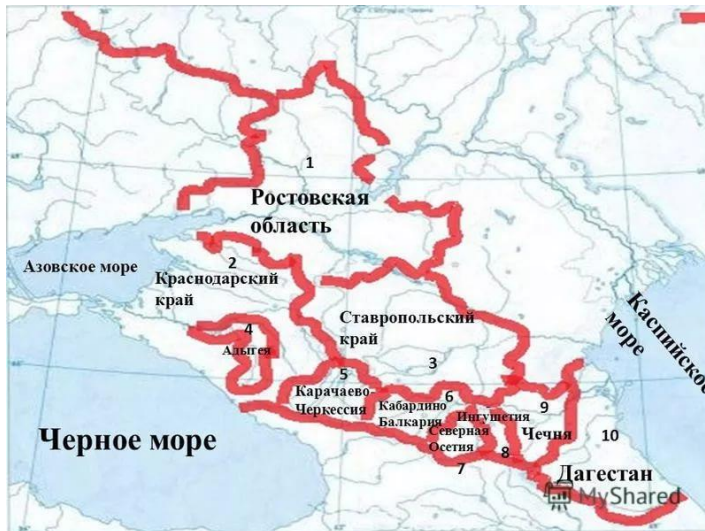 1
Ростовская
область
Азовское море
2
Краснодарский
край
Каспийское
море
Ставропольский
край
4
Адыгея
3
5
Карачаево-
Черкессия
6
Кабардино
Балкария
Ингушетия
Северная
Осетия
9
Чечня
10
Черное море
7
8
Дагестан
MyShared